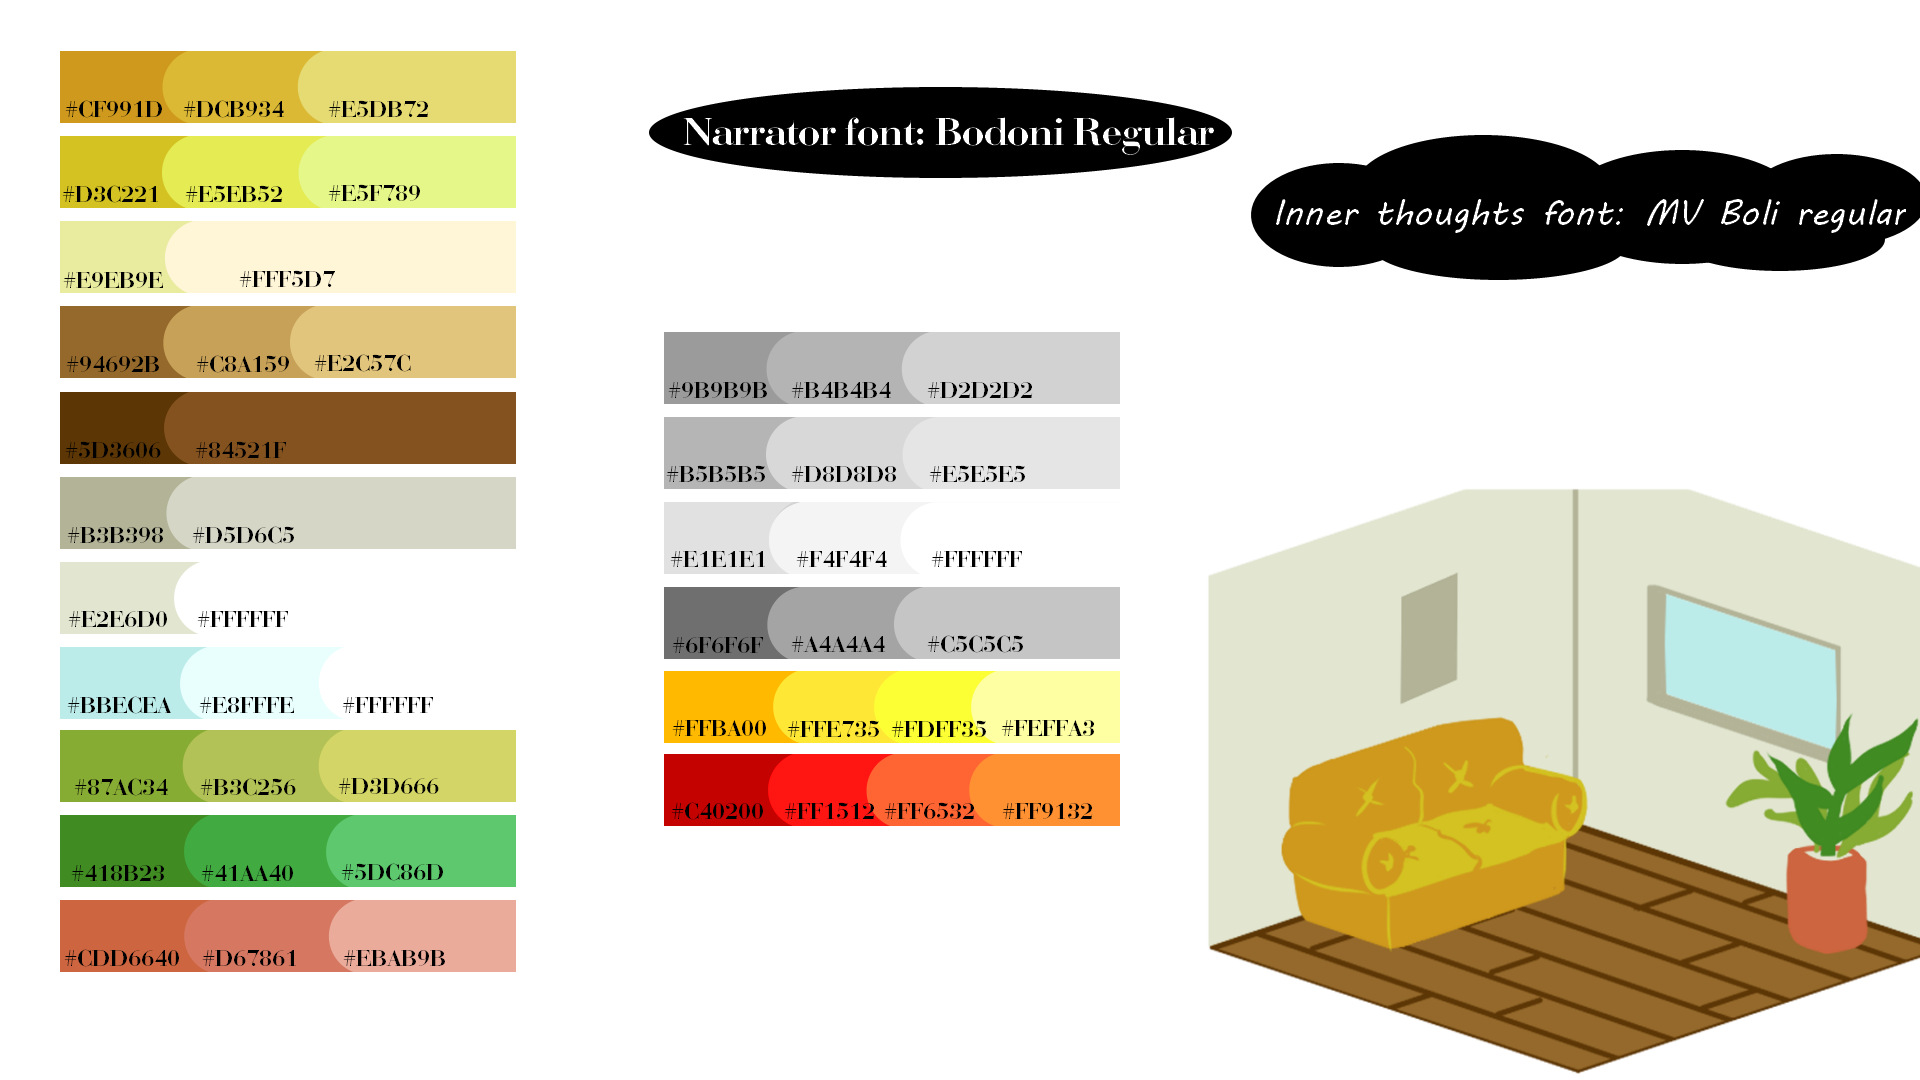 #CF991D #DCB934 #E5DB72
#D3C221 #E5EB52 #E5F789
#E9EB9E #FFF5D7
#94692B #C8A159 #E2C57C
#5D3606 #84521F
#B3B398 #D5D6C5
#E2E6D0 #FFFFFF
#BBECEA #E8FFFE #FFFFFF
#87AC34 #B3C256 #D3D666
#418B23 #41AA40 #5DC86D
#CDD6640 #D67861 #EBAB9B
Narrator font: Bodoni Regular
#9B9B9B #B4B4B4 #D2D2D2
#B5B5B5 #D8D8D8 #E5E5E5
#E1E1E1 #F4F4F4 #FFFFFF
#6F6F6F #A4A4A4 #C5C5C5
#FFBA00 #FFE735 #FDFF35 #FEFFA3
#C40200 #FF1512 #FF6532 #FF9132
Inner thoughts font: MV Boli regular